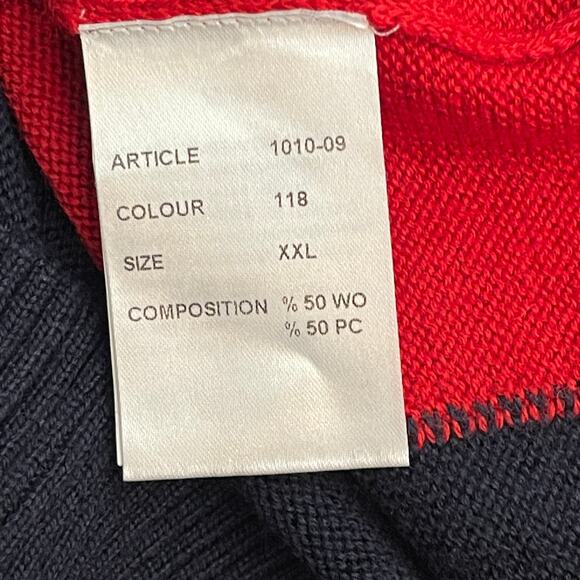 ARTICLE 1010-09
COLOUR 118
SIZE XXL
COMPOSITION % 50 WO
% 50 PC